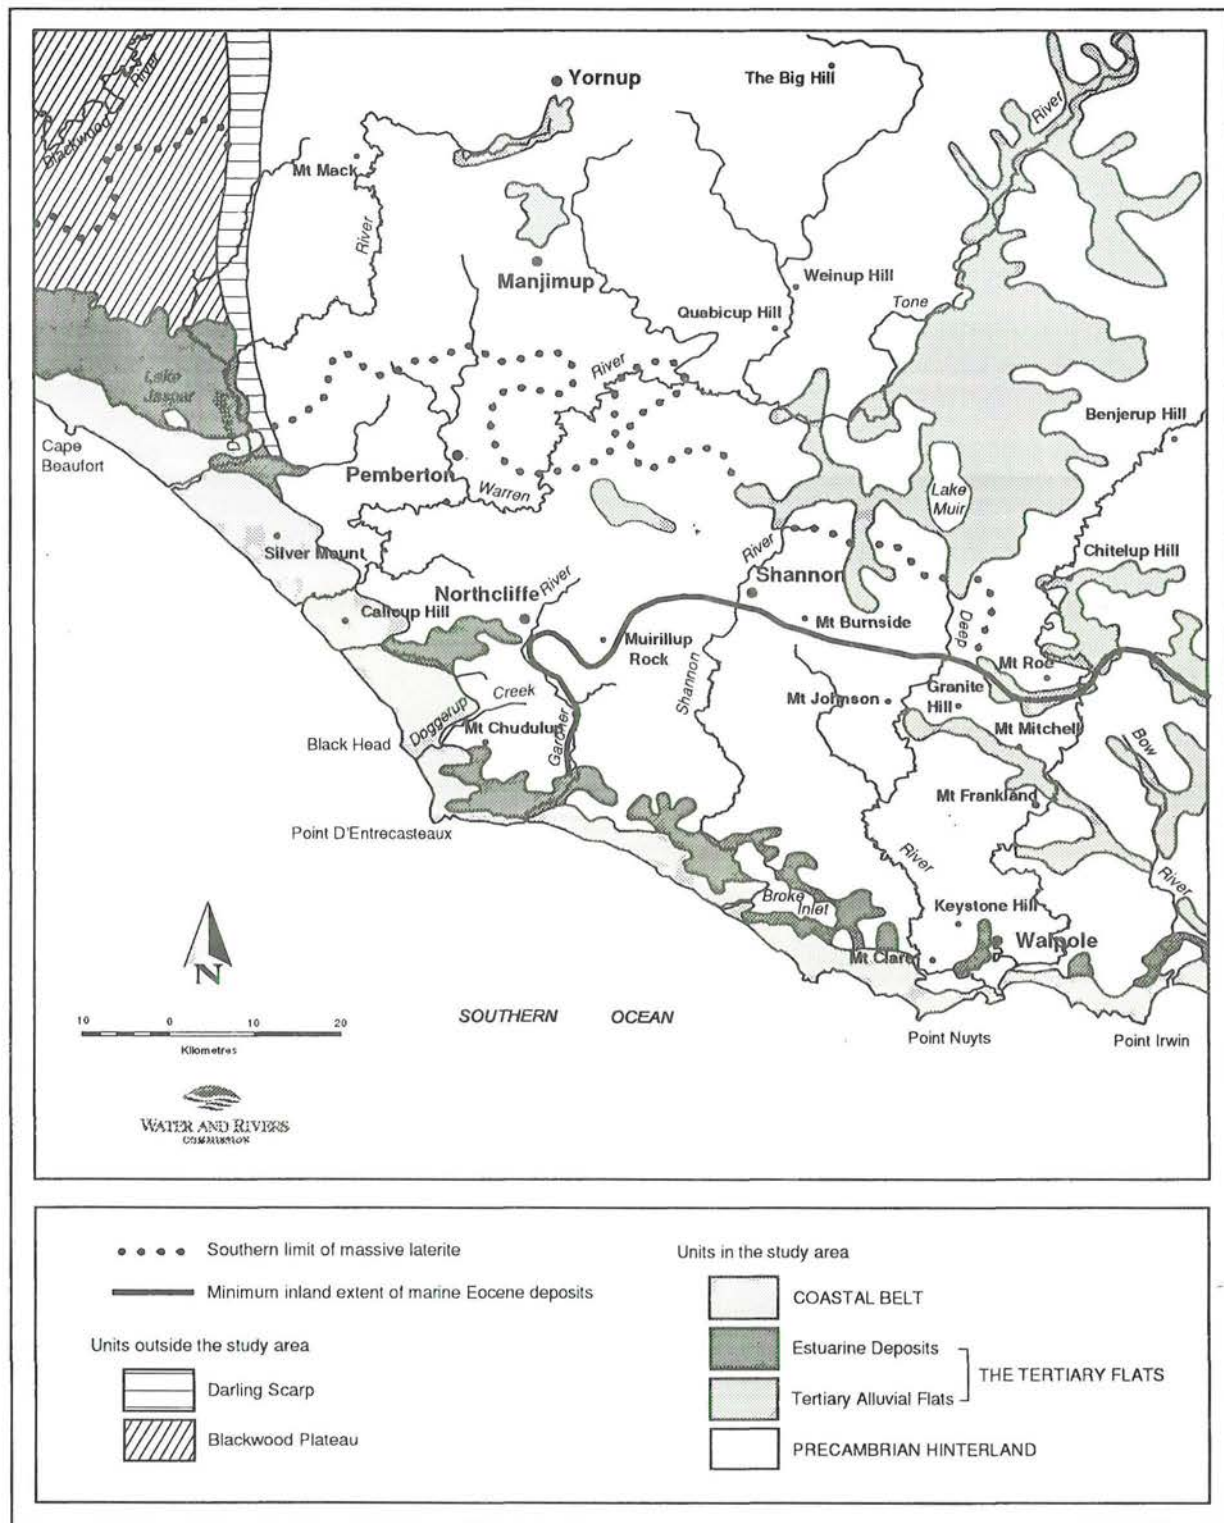 Yornup
The Big Hill
River
Blackwood
River
Mt Mack
River
Manjimup
Weinup Hill
Quabicup Hill
Tone
River
Lake
Jasper
Benjerup Hill
Cape
Beaufort
Pemberton
Warren
Lake
Muir
Silver Mount
River
Chitelup Hill
Shannon
Northcliffe
River
Callcup Hill
Mt Burnside
Deep
Muirillup
Rock
Shannon
Mt Roe
Creek
Mt Johnson
Granite
Hill
Doggerup
Mt Chudulup
Gardner
Mt Mitchell
Bow
Black Head
Mt Frankland
Point D'Entrecasteaux
River
River
Broke
Inlet
Keystone Hill
Walpole
Mt Clare
N
SOUTHERN OCEAN
10 0 10 20
Kilometres
Point Nuyts
Point Irwin
WATER AND RIVERS
COMMISSION
Southern limit of massive laterite
Minimum inland extent of marine Eocene deposits
Units outside the study area
Darling Scarp
Blackwood Plateau
Units in the study area
COASTAL BELT
Estuarine Deposits
THE TERTIARY FLATS
Tertiary Alluvial Flats
PRECAMBRIAN HINTERLAND